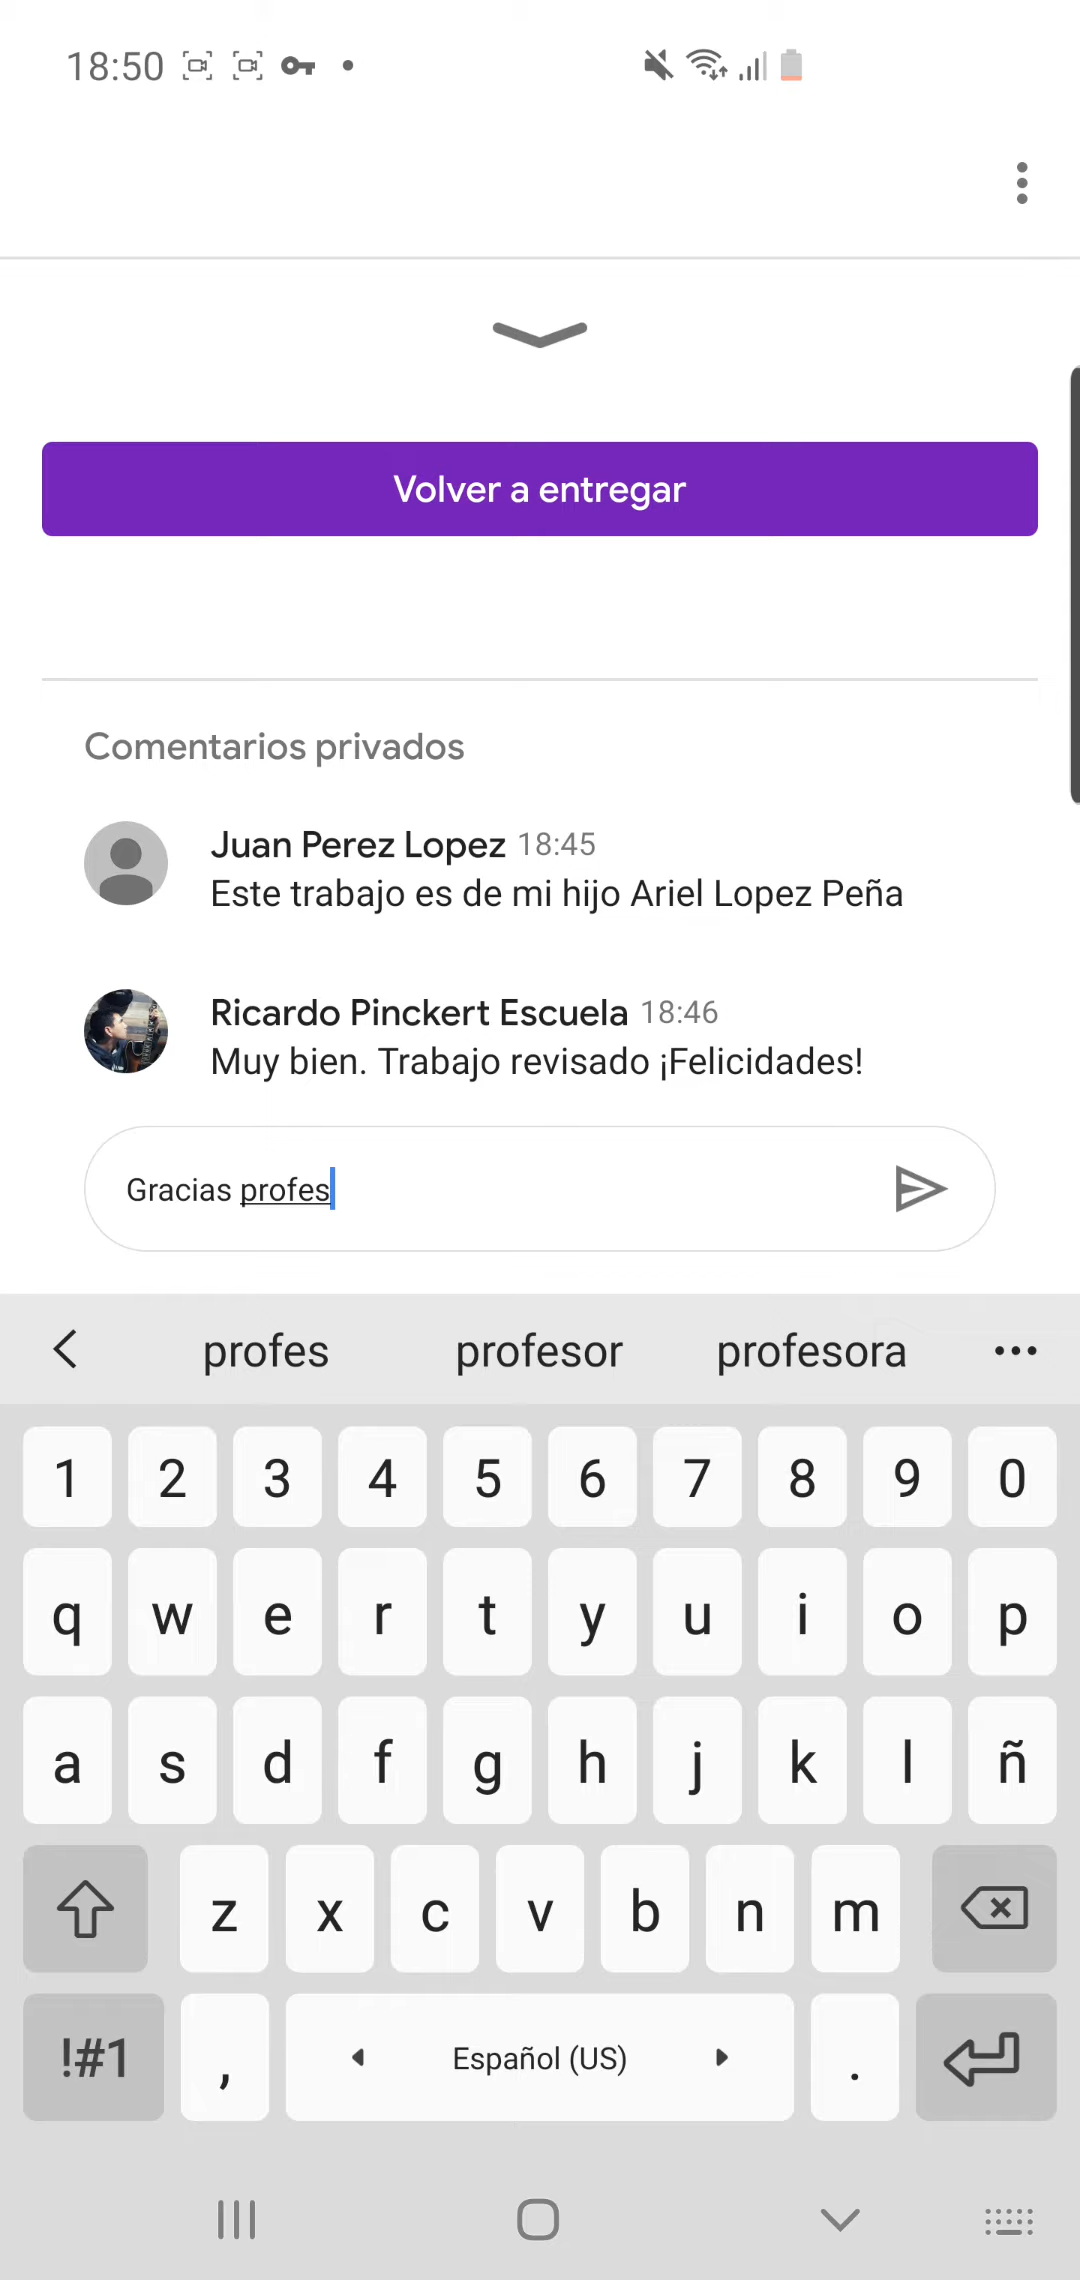 18:50
Volver a entregar
Comentarios privados
Juan Perez Lopez 18:45
Este trabajo es de mi hijo Ariel Lopez Peña
Ricardo Pinckert Escuela 18:46
Muy bien. Trabajo revisado ¡Felicidades!
Gracias profes
profes profesor profesora
1 2 3 4 5 6 7 8 9 0
q w e r t y u i o p
a s d f g h j k l ñ
z x c v b n m
!#1 , Español (US) .